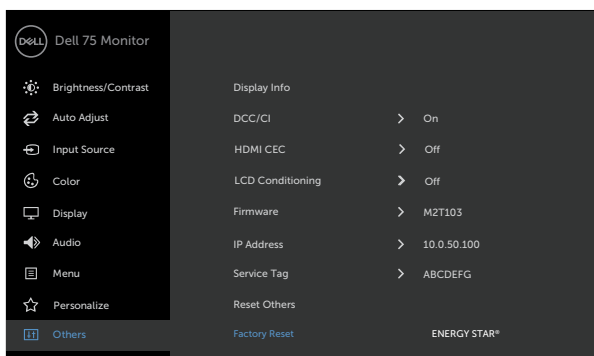 DELL Dell 75 Monitor
Brightness/Contrast Display Info
Auto Adjust DCC/CI On
Input Source HDMI CEC Off
Color LCD Conditioning Off
Display Firmware M2T103
Audio IP Address 10.0.50.100
Menu Service Tag ABCDEFG
Personalize Reset Others
Others Factory Reset ENERGY STAR®